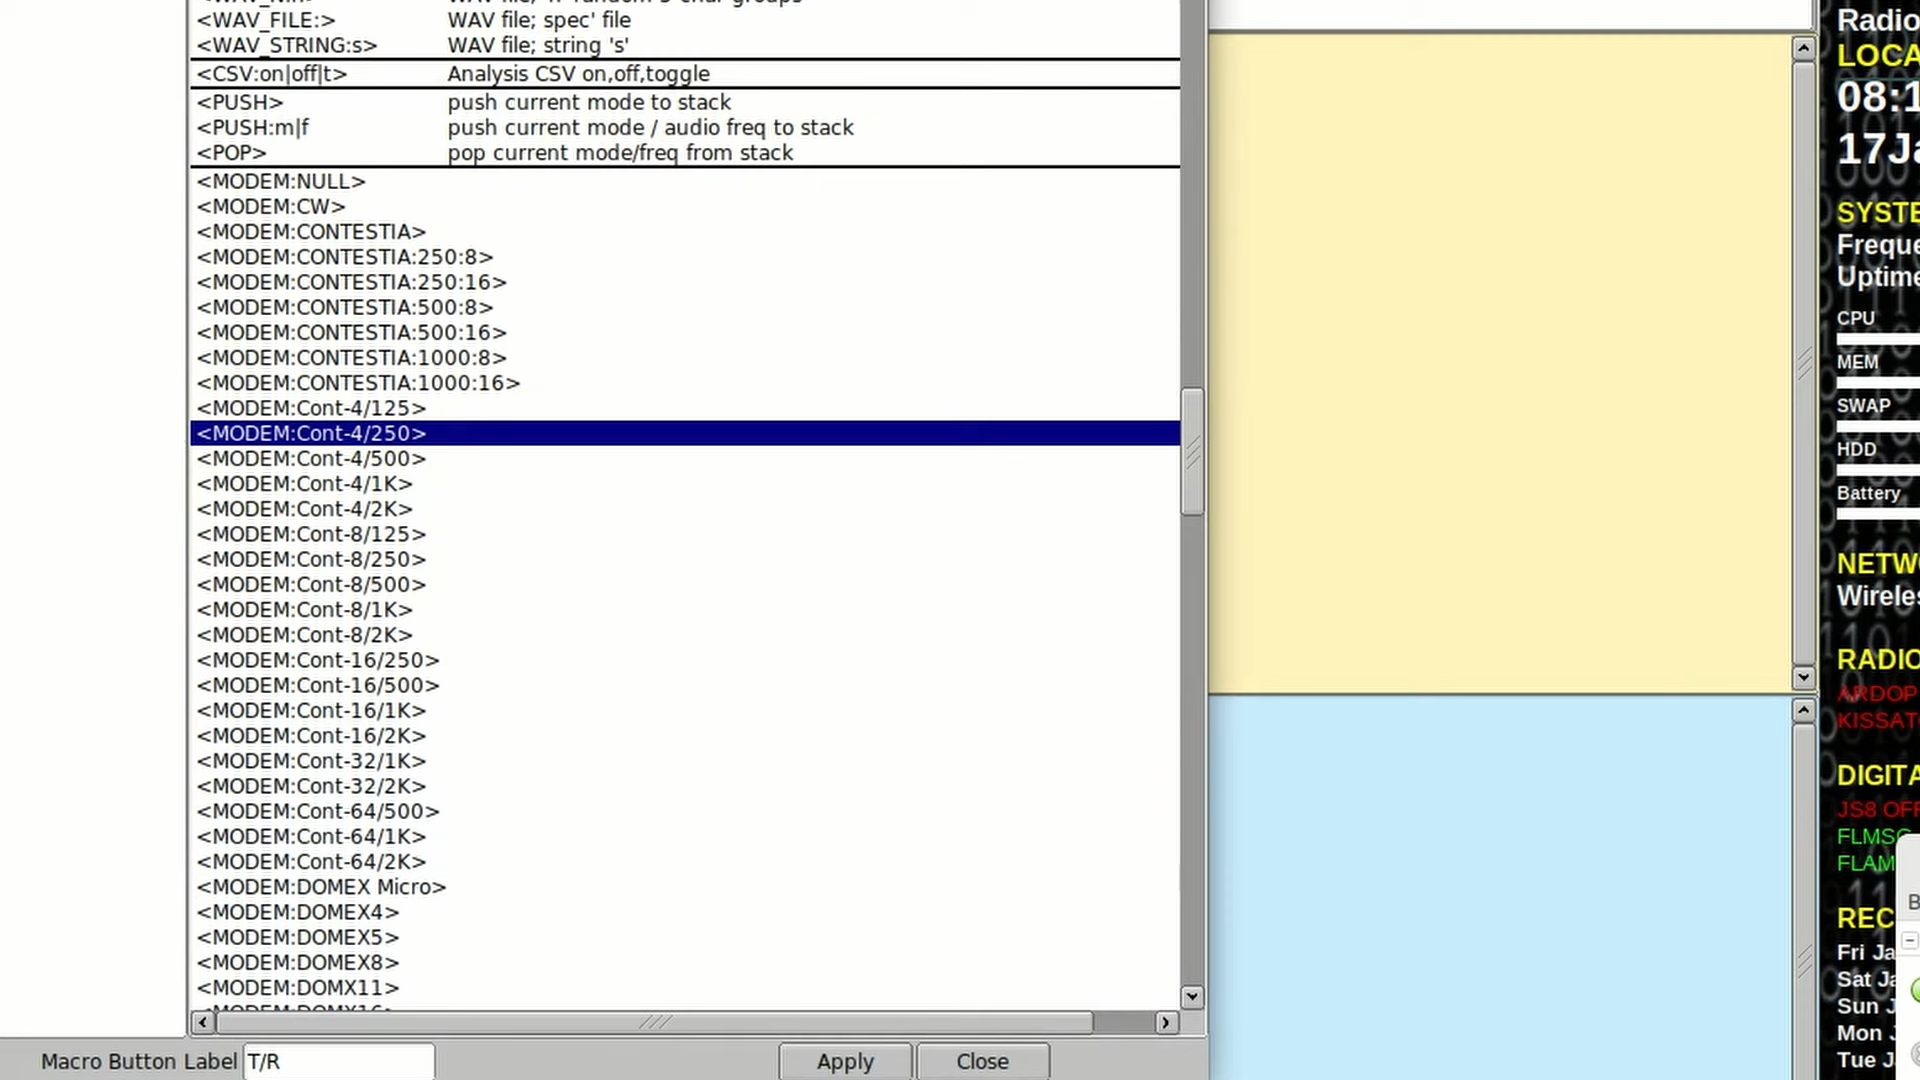 <WAV_FILE:> WAV file; spec' file
<WAV_STRING:s> WAV file; string 's'
<CSV:on|off|t> Analysis CSV on,off,toggle
<PUSH> push current mode to stack
<PUSH:m|f push current mode / audio freq to stack
<POP> pop current mode/freq from stack
<MODEM:NULL>
<MODEM:CW>
<MODEM:CONTESTIA>
<MODEM:CONTESTIA:250:8>
<MODEM:CONTESTIA:250:16>
<MODEM:CONTESTIA:500:8>
<MODEM:CONTESTIA:500:16>
<MODEM:CONTESTIA:1000:8>
<MODEM:CONTESTIA:1000:16>
<MODEM:Cont-4/125>
<MODEM:Cont-4/250>
<MODEM:Cont-4/500>
<MODEM:Cont-4/1K>
<MODEM:Cont-4/2K>
<MODEM:Cont-8/125>
<MODEM:Cont-8/250>
<MODEM:Cont-8/500>
<MODEM:Cont-8/1K>
<MODEM:Cont-8/2K>
<MODEM:Cont-16/250>
<MODEM:Cont-16/500>
<MODEM:Cont-16/1K>
<MODEM:Cont-16/2K>
<MODEM:Cont-32/1K>
<MODEM:Cont-32/2K>
<MODEM:Cont-64/500>
<MODEM:Cont-64/1K>
<MODEM:Cont-64/2K>
<MODEM:DOMEX Micro>
<MODEM:DOMEX4>
<MODEM:DOMEX5>
<MODEM:DOMEX8>
<MODEM:DOMX11>
Macro Button Label T/R Apply Close
Radio
LOCA
08:1
17Ja
SYSTE
Freque
Uptime
CPU
MEM
SWAP
HDD
Battery
NETW
Wireles
RADIO
ARDOP
KISSAT
DIGITA
JS8 OFF
FLMSG
FLAM
REC
Fri Ja
Sat Ja
Sun J
Mon J
Tue J